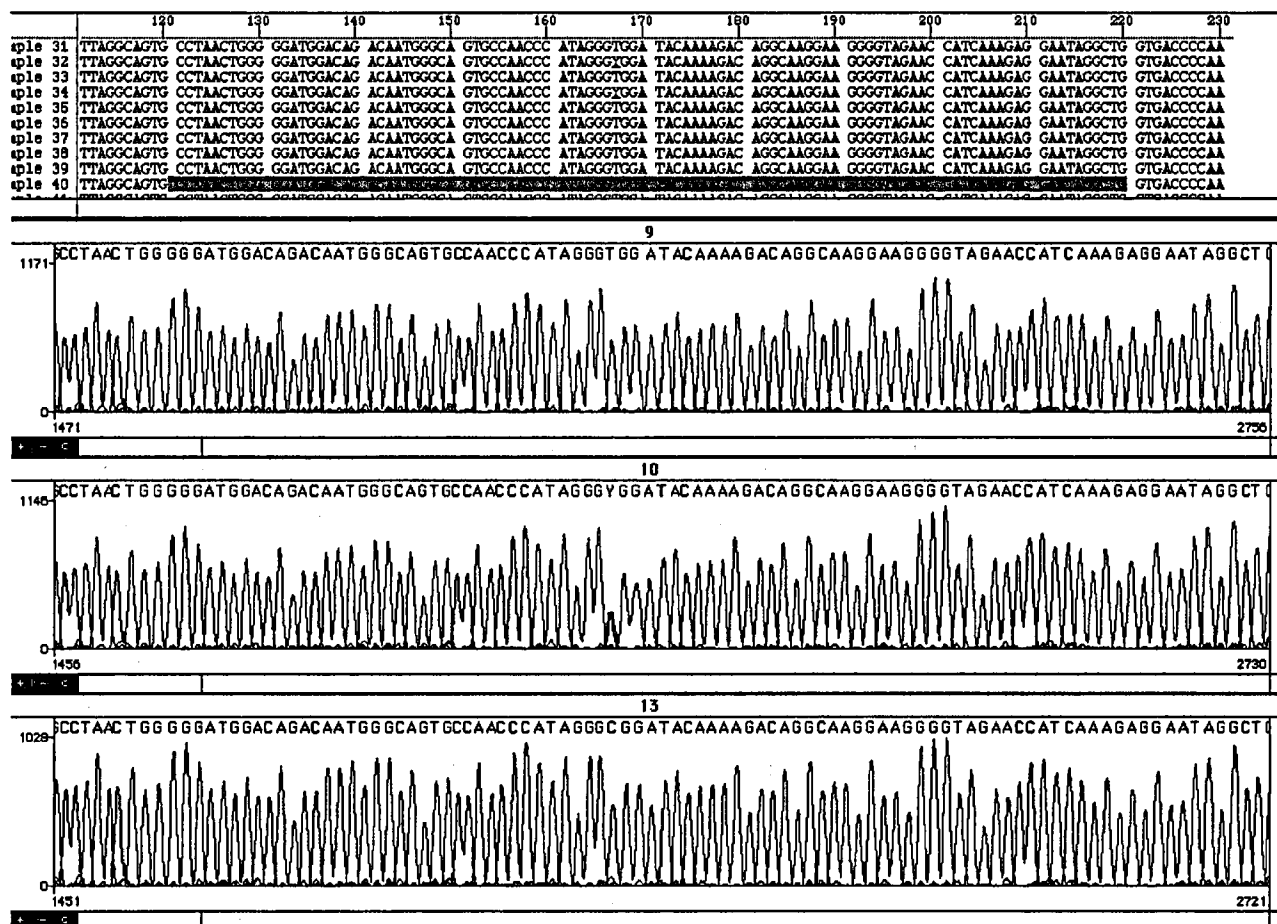 120 130 140 150 160 170 180 190 200 210 220 230
ple 31 TTAGGCAGTG CCTAACTGGG GGATGGACAG ACAATGGGCA GTGCCAACCC ATAGGGTGGA TACAAAAGAC AGGCAAGGAA GGGGTAGAAC CATCAAAGAG GAATAGGCTG GTGACCCCAA
ple 32 TTAGGCAGTG CCTAACTGGG GGATGGACAG ACAATGGGCA GTGCCAACCC ATAGGGYGGA TACAAAAGAC AGGCAAGGAA GGGGTAGAAC CATCAAAGAG GAATAGGCTG GTGACCCCAA
ple 33 TTAGGCAGTG CCTAACTGGG GGATGGACAG ACAATGGGCA GTGCCAACCC ATAGGGTGGA TACAAAAGAC AGGCAAGGAA GGGGTAGAAC CATCAAAGAG GAATAGGCTG GTGACCCCAA
ple 34 TTAGGCAGTG CCTAACTGGG GGATGGACAG ACAATGGGCA GTGCCAACCC ATAGGGYGGA TACAAAAGAC AGGCAAGGAA GGGGTAGAAC CATCAAAGAG GAATAGGCTG GTGACCCCAA
ple 35 TTAGGCAGTG CCTAACTGGG GGATGGACAG ACAATGGGCA GTGCCAACCC ATAGGGTGGA TACAAAAGAC AGGCAAGGAA GGGGTAGAAC CATCAAAGAG GAATAGGCTG GTGACCCCAA
ple 36 TTAGGCAGTG CCTAACTGGG GGATGGACAG ACAATGGGCA GTGCCAACCC ATAGGGTGGA TACAAAAGAC AGGCAAGGAA GGGGTAGAAC CATCAAAGAG GAATAGGCTG GTGACCCCAA
ple 37 TTAGGCAGTG CCTAACTGGG GGATGGACAG ACAATGGGCA GTGCCAACCC ATAGGGTGGA TACAAAAGAC AGGCAAGGAA GGGGTAGAAC CATCAAAGAG GAATAGGCTG GTGACCCCAA
ple 38 TTAGGCAGTG CCTAACTGGG GGATGGACAG ACAATGGGCA GTGCCAACCC ATAGGGTGGA TACAAAAGAC AGGCAAGGAA GGGGTAGAAC CATCAAAGAG GAATAGGCTG GTGACCCCAA
ple 39 TTAGGCAGTG CCTAACTGGG GGATGGACAG ACAATGGGCA GTGCCAACCC ATAGGGTGGA TACAAAAGAC AGGCAAGGAA GGGGTAGAAC CATCAAAGAG GAATAGGCTG GTGACCCCAA
ple 40 TTAGGCAGTG GTGACCCCAA
9
CCTAACTGGGGGATGGACAGACAATGGGCAGTGCCAACCCATAGGGTGGATACAAAAGACAGGCAAGGAAGGGGTAGAACCATCAAAGAGGAATAGGCT
1171
0
1471 2756
10
CCTAACTGGGGGATGGACAGACAATGGGCAGTGCCAACCCATAGGGYGGATACAAAAGACAGGCAAGGAAGGGGTAGAACCATCAAAGAGGAATAGGCT
1146
0
1456 2730
13
CCTAACTGGGGGATGGACAGACAATGGGCAGTGCCAACCCATAGGGCGGATACAAAAGACAGGCAAGGAAGGGGTAGAACCATCAAAGAGGAATAGGCT
1028
0
1451 2721